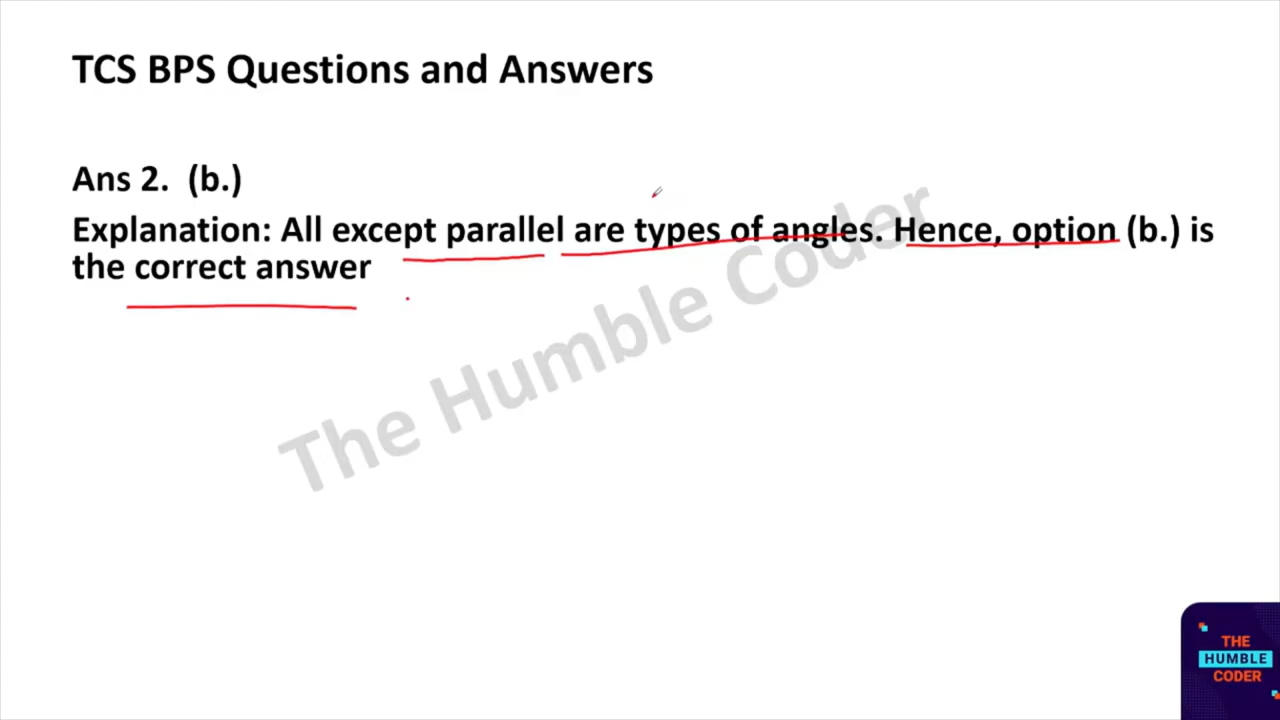 TCS BPS Questions and Answers
Ans 2. (b.)
Explanation: All except parallel are types of angles. Hence, option (b.) is
the correct answer
The Humble Coder
THE
HUMBLE
CODER